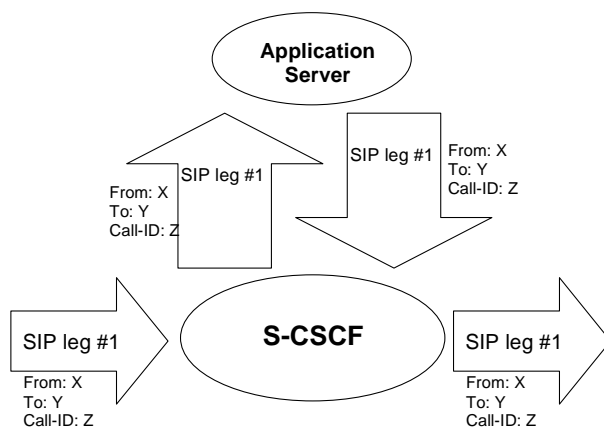 Application
Server
SIP leg #1
From: X
To: Y
Call-ID: Z
SIP leg #1
From: X
To: Y
Call-ID: Z
S-CSCF
SIP leg #1
From: X
To: Y
Call-ID: Z
SIP leg #1
From: X
To: Y
Call-ID: Z